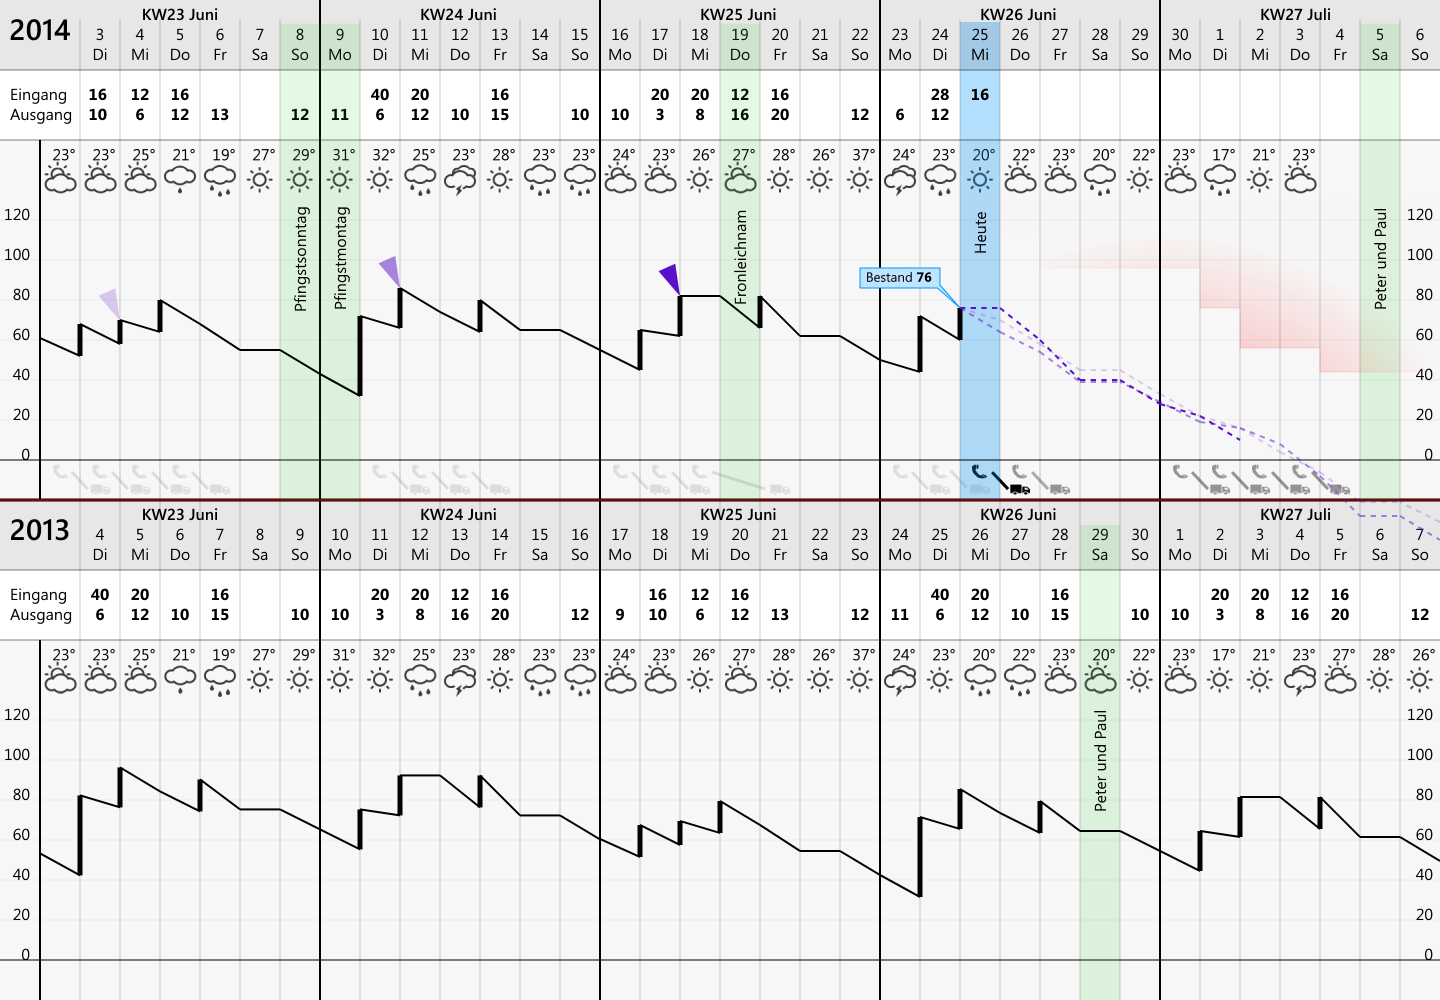 KW23 Juni KW24 Juni KW25 Juni KW26 Juni KW27 Juli
2014 3 4 5 6 7 8 9 10 11 12 13 14 15 16 17 18 19 20 21 22 23 24 25 26 27 28 29 30 1 2 3 4 5 6
Di Mi Do Fr Sa So Mo Di Mi Do Fr Sa So Mo Di Mi Do Fr Sa So Mo Di Mi Do Fr Sa So Mo Di Mi Do Fr Sa So
Eingang 16 12 16 40 20 16 20 20 12 16 28 16
Ausgang 10 6 12 13 12 11 6 12 10 15 10 10 3 8 16 20 12 6 12
23° 23° 25° 21° 19° 27° 29° 31° 32° 25° 23° 28° 23° 23° 24° 23° 26° 27° 28° 26° 37° 24° 23° 20° 22° 23° 20° 22° 23° 17° 21° 23°
Pfingstsonntag
Pfingstmontag
Fronleichnam
Heute
Peter und Paul
Bestand 76
120 120
100 100
80 80
60 60
40 40
20 20
0 0
KW23 Juni KW24 Juni KW25 Juni KW26 Juni KW27 Juli
2013 4 5 6 7 8 9 10 11 12 13 14 15 16 17 18 19 20 21 22 23 24 25 26 27 28 29 30 1 2 3 4 5 6 7
Di Mi Do Fr Sa So Mo Di Mi Do Fr Sa So Mo Di Mi Do Fr Sa So Mo Di Mi Do Fr Sa So Mo Di Mi Do Fr Sa So
Eingang 40 20 16 20 20 12 16 16 12 16 40 20 16 20 20 12 16
Ausgang 6 12 10 15 10 10 3 8 16 20 12 9 10 6 12 13 12 11 6 12 10 15 10 10 3 8 16 20 12
23° 23° 25° 21° 19° 27° 29° 31° 32° 25° 23° 28° 23° 23° 24° 23° 26° 27° 28° 26° 37° 24° 23° 20° 22° 23° 20° 22° 23° 17° 21° 23° 27° 28° 26°
Peter und Paul
120 120
100 100
80 80
60 60
40 40
20 20
0 0